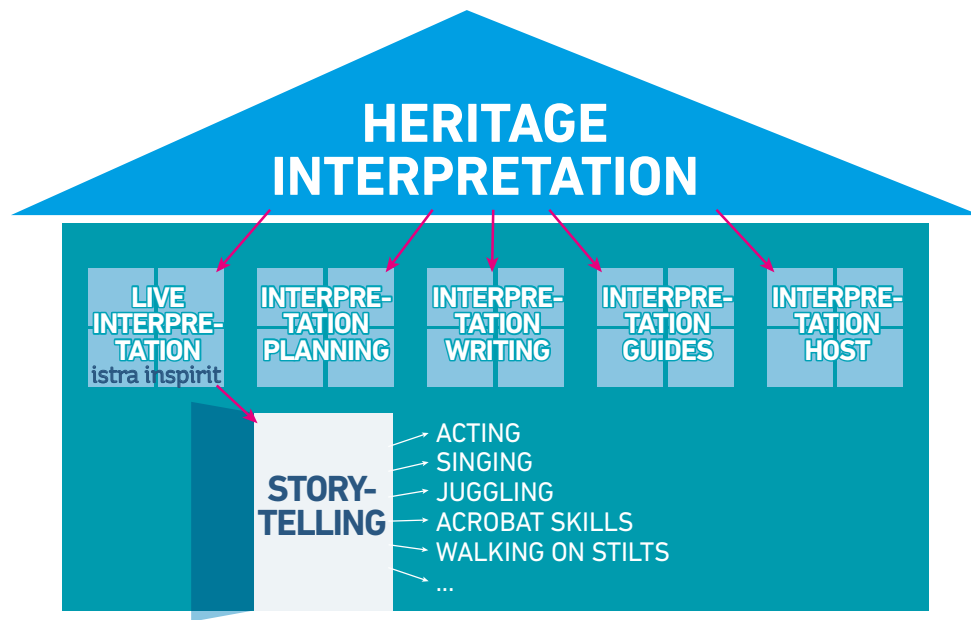 HERITAGE
INTERPRETATION
LIVE
INTERPRE-
TATION
istra inspirit
INTERPRE-
TATION
PLANNING
INTERPRE-
TATION
WRITING
INTERPRE-
TATION
GUIDES
INTERPRE-
TATION
HOST
STORY-
TELLING
ACTING
SINGING
JUGGLING
ACROBAT SKILLS
WALKING ON STILTS
...